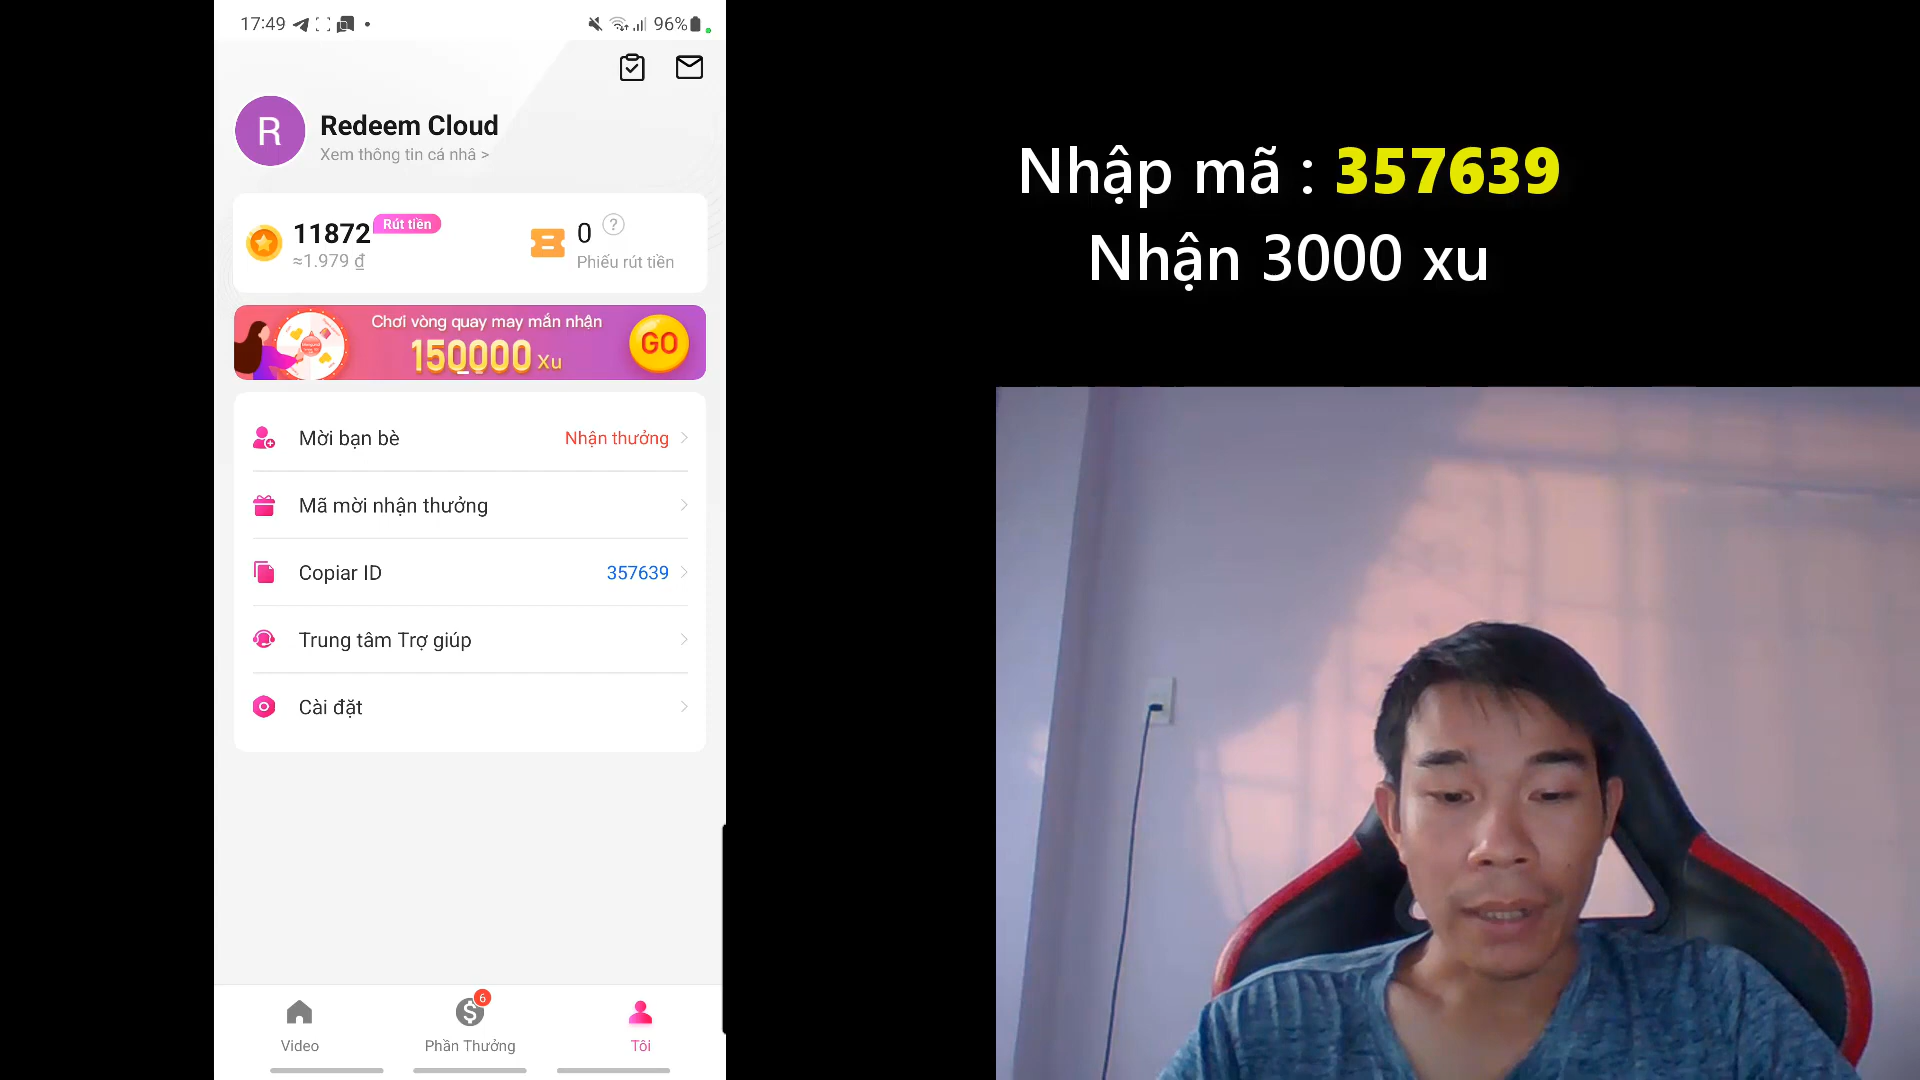 17:49
96%
R
Redeem Cloud
Xem thông tin cá nhâ >
11872
Rút tiền
≈1.979 ₫
0
?
Phiếu rút tiền
Chơi vòng quay may mắn nhận
150000 Xu
GO
Mời bạn bè
Nhận thưởng
Mã mời nhận thưởng
Copiar ID
357639
Trung tâm Trợ giúp
Cài đặt
Video
6
Phần Thưởng
Tôi
Nhập mã : 357639
Nhận 3000 xu